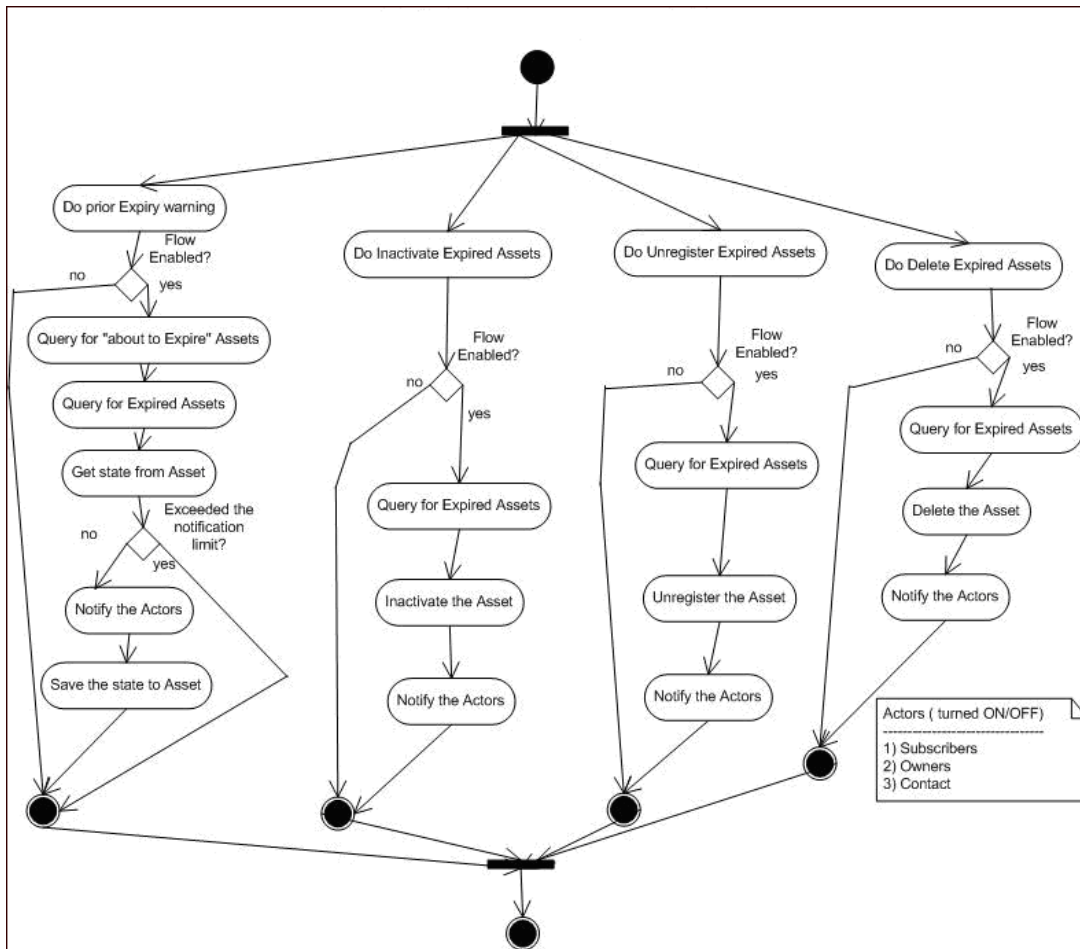 Do prior Expiry warning
Flow
Enabled?
no
yes
Query for "about to Expire" Assets
Query for Expired Assets
Get state from Asset
Exceeded the
notification
limit?
no
yes
Notify the Actors
Save the state to Asset
Do Inactivate Expired Assets
Flow
Enabled?
no
yes
Query for Expired Assets
Inactivate the Asset
Notify the Actors
Do Unregister Expired Assets
Flow
Enabled?
no
yes
Query for Expired Assets
Unregister the Asset
Notify the Actors
Do Delete Expired Assets
Flow
Enabled?
no
yes
Query for Expired Assets
Delete the Asset
Notify the Actors
Actors ( turned ON/OFF)
--------------------------------
1) Subscribers
2) Owners
3) Contact